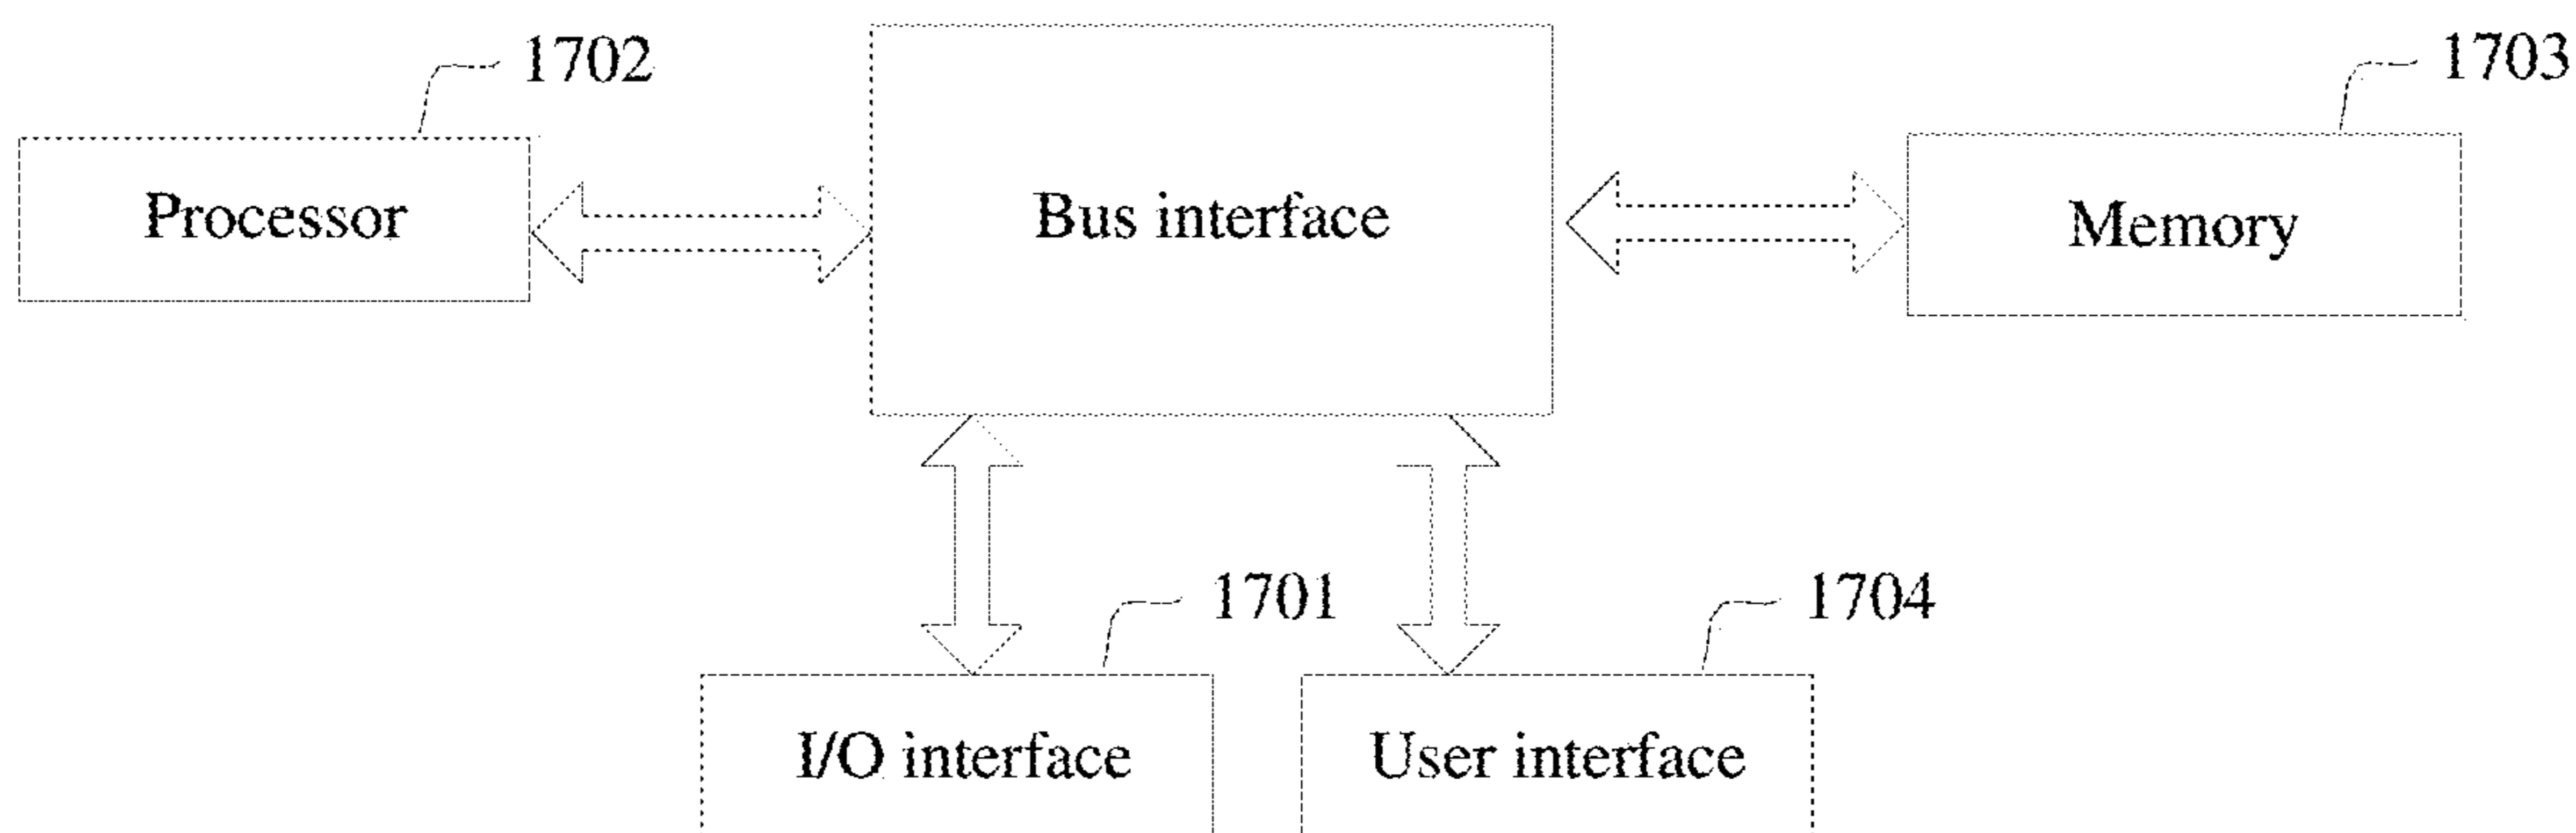 1702
1703
Processor
Bus interface
Memory
1701
1704
I/O interface
User interface